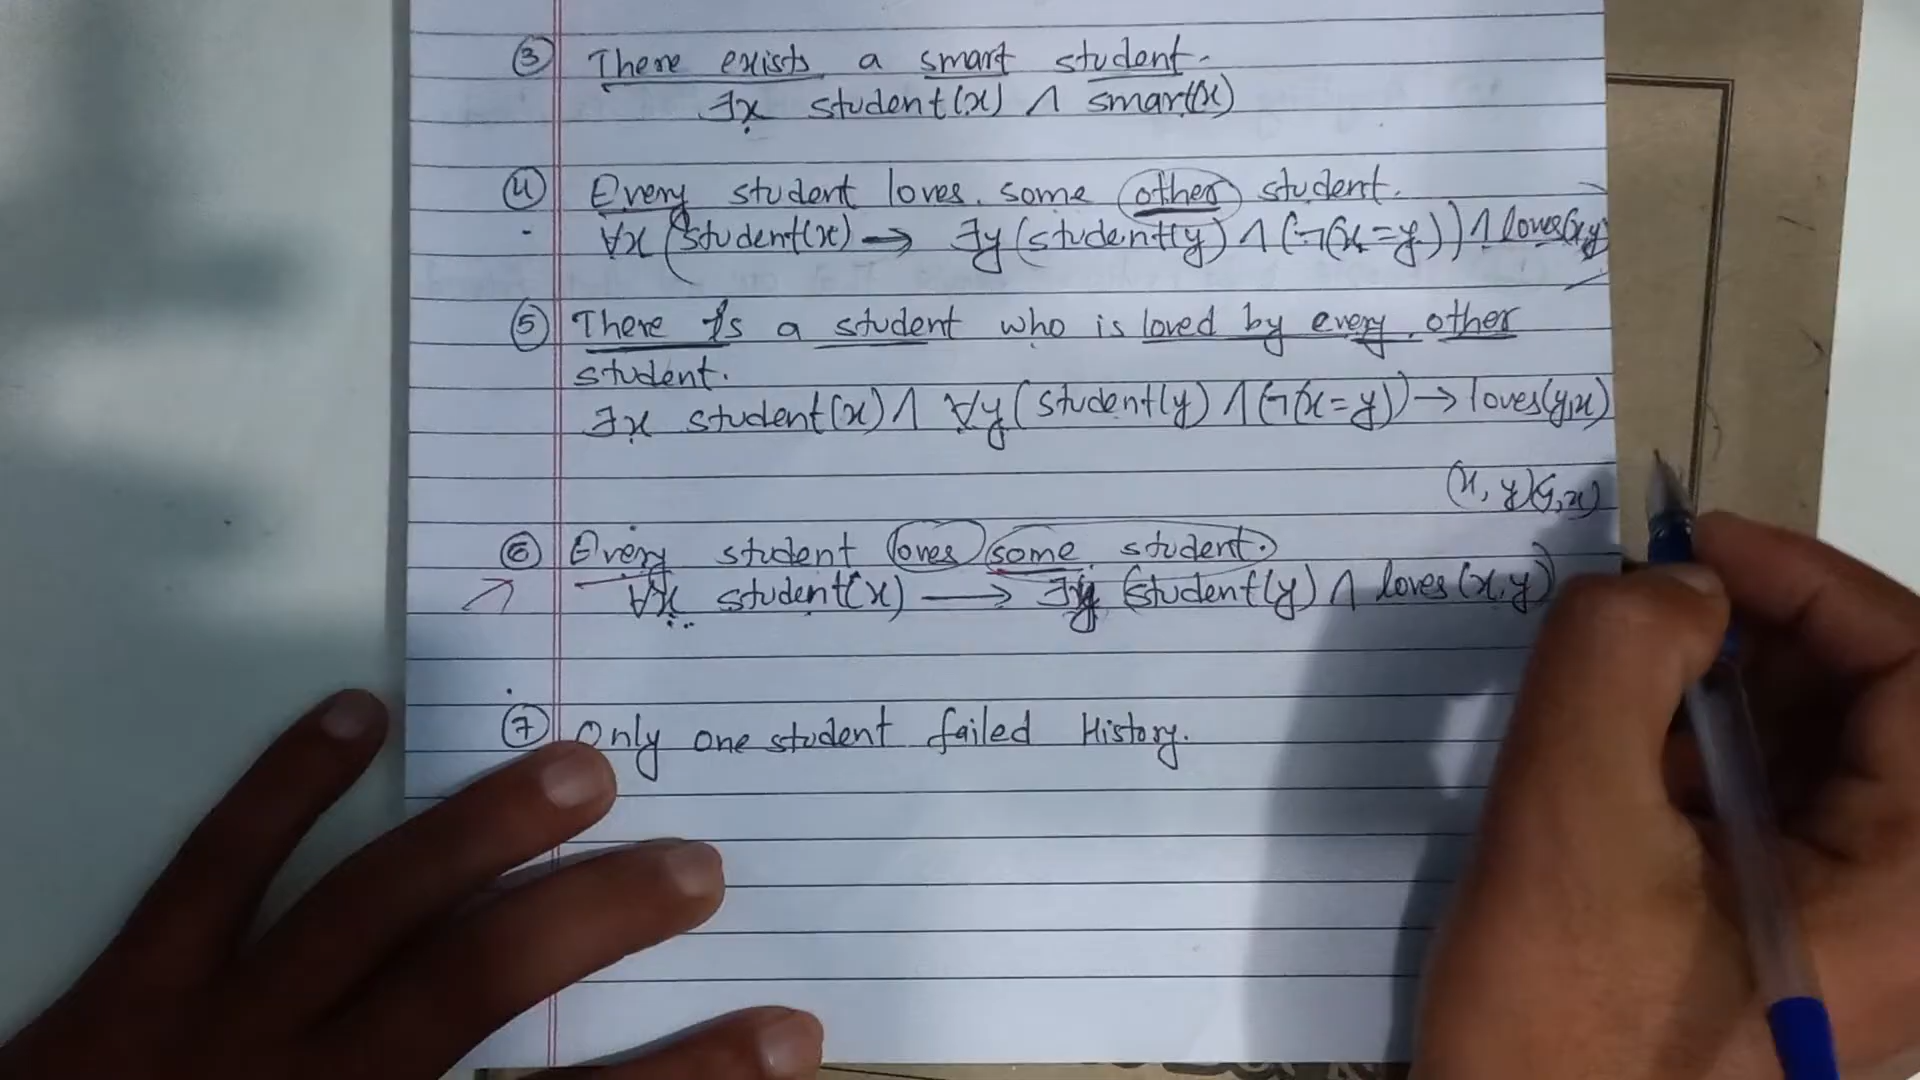 ③ There exists a smart student.
∃x student(x) ∧ smart(x)
④ Every student loves some other student.
∀x (student(x) → ∃y (student(y) ∧ (¬(x=y)) ∧ loves(x,y)
⑤ There is a student who is loved by every other
student.
∃x student(x) ∧ ∀y (student(y) ∧ (¬(x=y)) → loves(y,x)
(x, y)(y,x)
⑥ Every student loves some student.
∀x student(x) → ∃y (student(y) ∧ loves(x,y)
⑦ Only one student failed History.